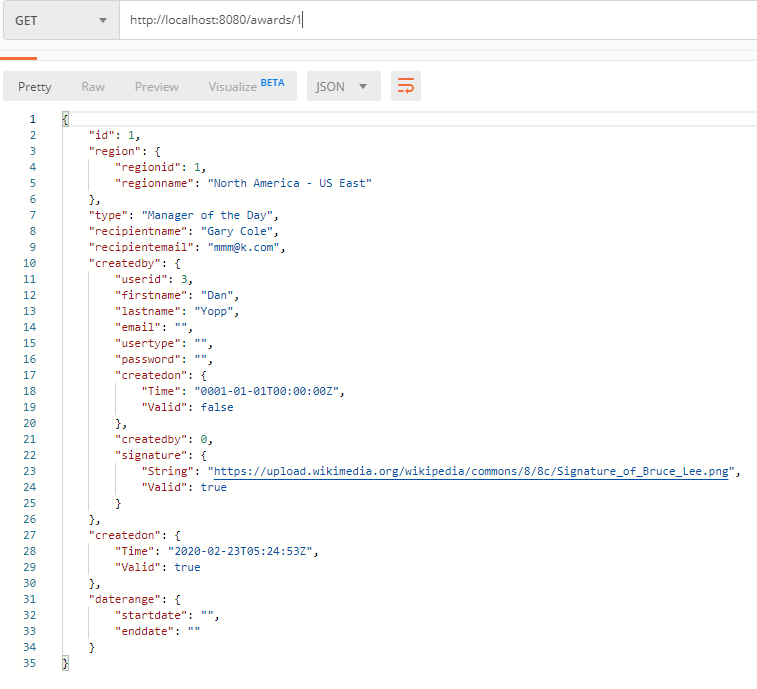 GET http://localhost:8080/awards/1
Pretty Raw Preview Visualize BETA JSON
1 {
2 "id": 1,
3 "region": {
4 "regionid": 1,
5 "regionname": "North America - US East"
6 },
7 "type": "Manager of the Day",
8 "recipientname": "Gary Cole",
9 "recipientemail": "mmm@k.com",
10 "createdby": {
11 "userid": 3,
12 "firstname": "Dan",
13 "lastname": "Yopp",
14 "email": "",
15 "usertype": "",
16 "password": "",
17 "createdon": {
18 "Time": "0001-01-01T00:00:00Z",
19 "Valid": false
20 },
21 "createdby": 0,
22 "signature": {
23 "String": "https://upload.wikimedia.org/wikipedia/commons/8/8c/Signature_of_Bruce_Lee.png",
24 "Valid": true
25 }
26 },
27 "createdon": {
28 "Time": "2020-02-23T05:24:53Z",
29 "Valid": true
30 },
31 "daterange": {
32 "startdate": "",
33 "enddate": ""
34 }
35 }